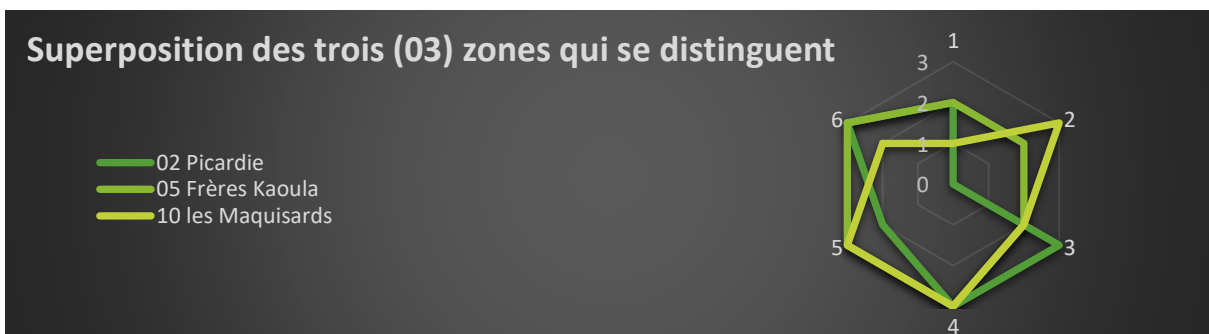 Superposition des trois (03) zones qui se distinguent
02 Picardie
05 Frères Kaoula
10 les Maquisards
1
3
2
6
2
1
0
5
3
4